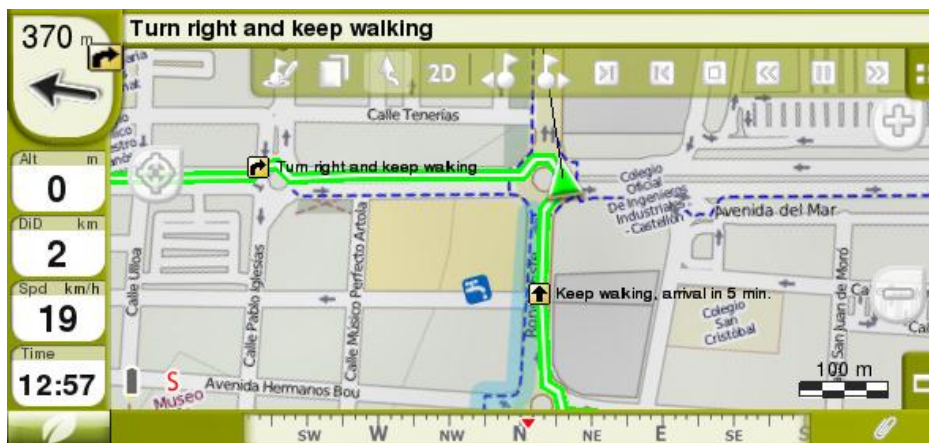 370 m
Turn right and keep walking
2D
Calle Tenerías
Turn right and keep walking
Colegio
Oficial
De Ingenieros
Industriales
- Castellón
Avenida del Mar
Alt m
0
DiD km
2
Spd km/h
19
Time
12:57
Calle Ulloa
Calle Pablo Iglesias
Calle Músico Perfecto Artola
Keep walking, arrival in 5 min.
Colegio
San
Cristóbal
San Juan de Moró
100 m
S
Museo
Avenida Hermanos Bou
SW W NW N NE E SE S